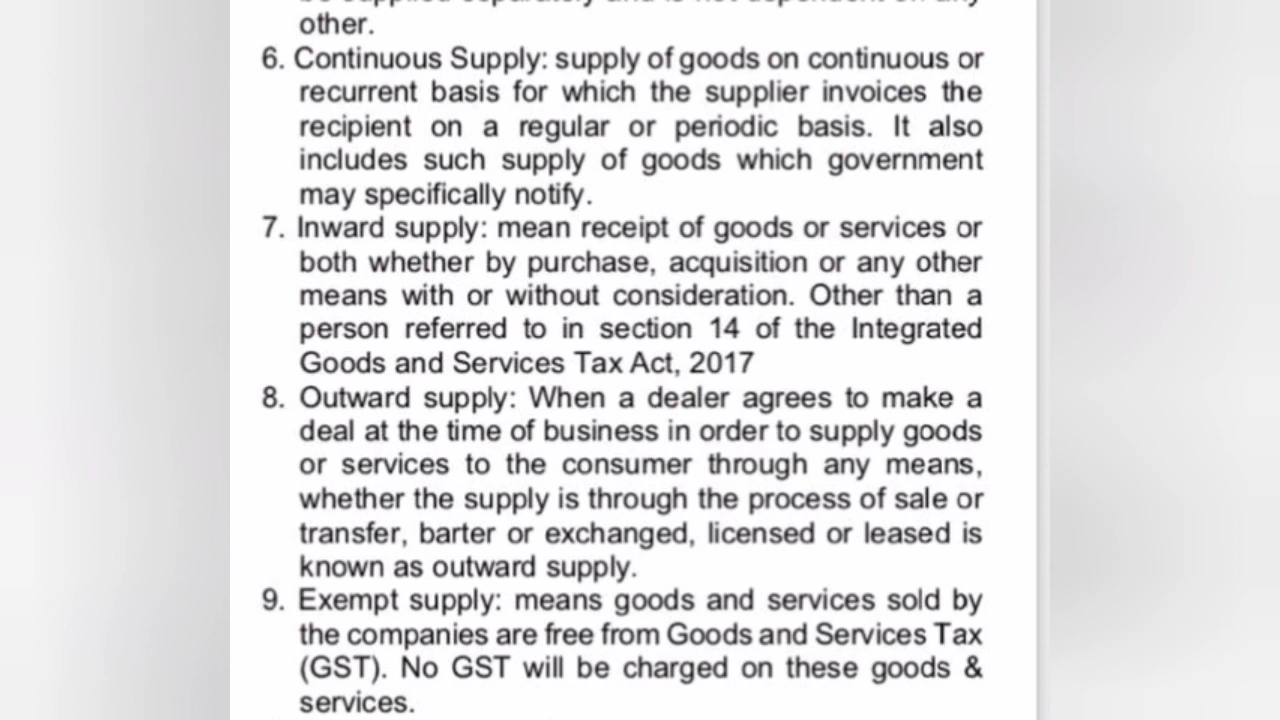 other.
6. Continuous Supply: supply of goods on continuous or
recurrent basis for which the supplier invoices the
recipient on a regular or periodic basis. It also
includes such supply of goods which government
may specifically notify.
7. Inward supply: mean receipt of goods or services or
both whether by purchase, acquisition or any other
means with or without consideration. Other than a
person referred to in section 14 of the Integrated
Goods and Services Tax Act, 2017
8. Outward supply: When a dealer agrees to make a
deal at the time of business in order to supply goods
or services to the consumer through any means,
whether the supply is through the process of sale or
transfer, barter or exchanged, licensed or leased is
known as outward supply.
9. Exempt supply: means goods and services sold by
the companies are free from Goods and Services Tax
(GST). No GST will be charged on these goods &
services.